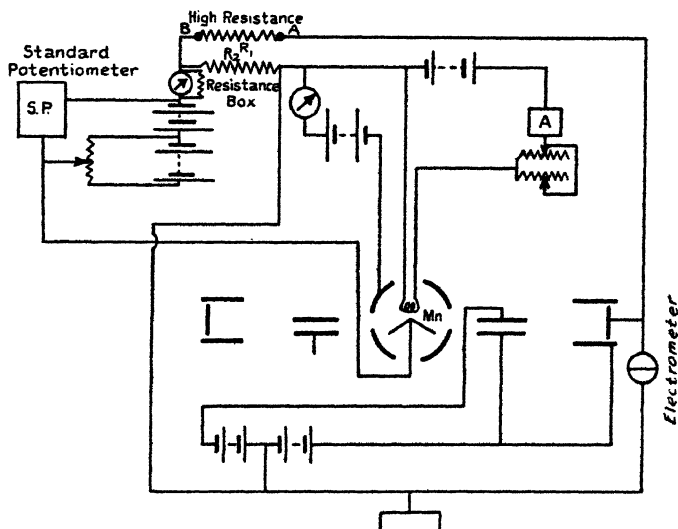 High Resistance
B A
R2 R1
Standard
Potentiometer
Resistance
Box
S.P.
A
Mn
Electrometer